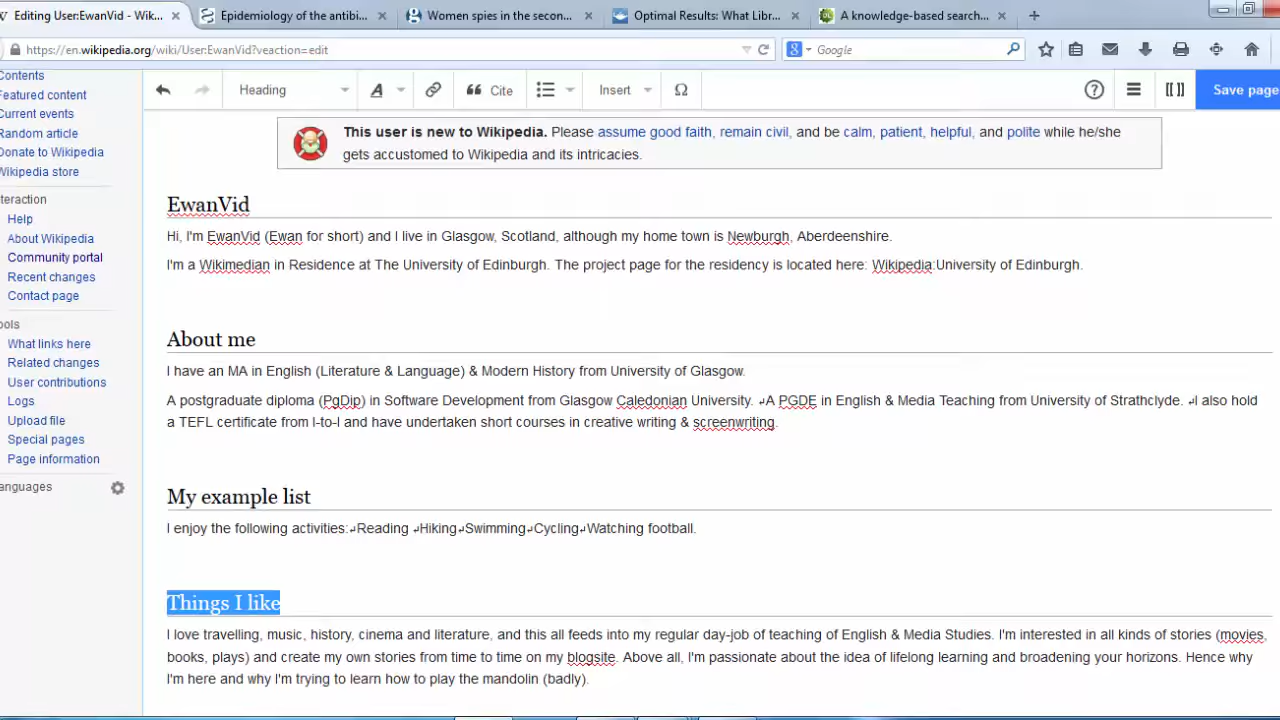 Editing User:EwanVid - Wik...
Epidemiology of the antibi...
Women spies in the secon...
Optimal Results: What Libr...
A knowledge-based search...
https://en.wikipedia.org/wiki/User:EwanVid?veaction=edit
Google
Contents
Featured content
Current events
Random article
Donate to Wikipedia
Wikipedia store
nteraction
Help
About Wikipedia
Community portal
Recent changes
Contact page
ools
What links here
Related changes
User contributions
Logs
Upload file
Special pages
Page information
anguages
Heading
A
Cite
Insert
Ω
Save page
This user is new to Wikipedia. Please assume good faith, remain civil, and be calm, patient, helpful, and polite while he/she
gets accustomed to Wikipedia and its intricacies.
EwanVid
Hi, I'm EwanVid (Ewan for short) and I live in Glasgow, Scotland, although my home town is Newburgh, Aberdeenshire.
I'm a Wikimedian in Residence at The University of Edinburgh. The project page for the residency is located here: Wikipedia:University of Edinburgh.
About me
I have an MA in English (Literature & Language) & Modern History from University of Glasgow.
A postgraduate diploma (PgDip) in Software Development from Glasgow Caledonian University. ↲A PGDE in English & Media Teaching from University of Strathclyde. ↲I also hold
a TEFL certificate from I-to-I and have undertaken short courses in creative writing & screenwriting.
My example list
I enjoy the following activities:↲Reading ↲Hiking↲Swimming↲Cycling↲Watching football.
Things I like
I love travelling, music, history, cinema and literature, and this all feeds into my regular day-job of teaching of English & Media Studies. I'm interested in all kinds of stories (movies,
books, plays) and create my own stories from time to time on my blogsite. Above all, I'm passionate about the idea of lifelong learning and broadening your horizons. Hence why
I'm here and why I'm trying to learn how to play the mandolin (badly).